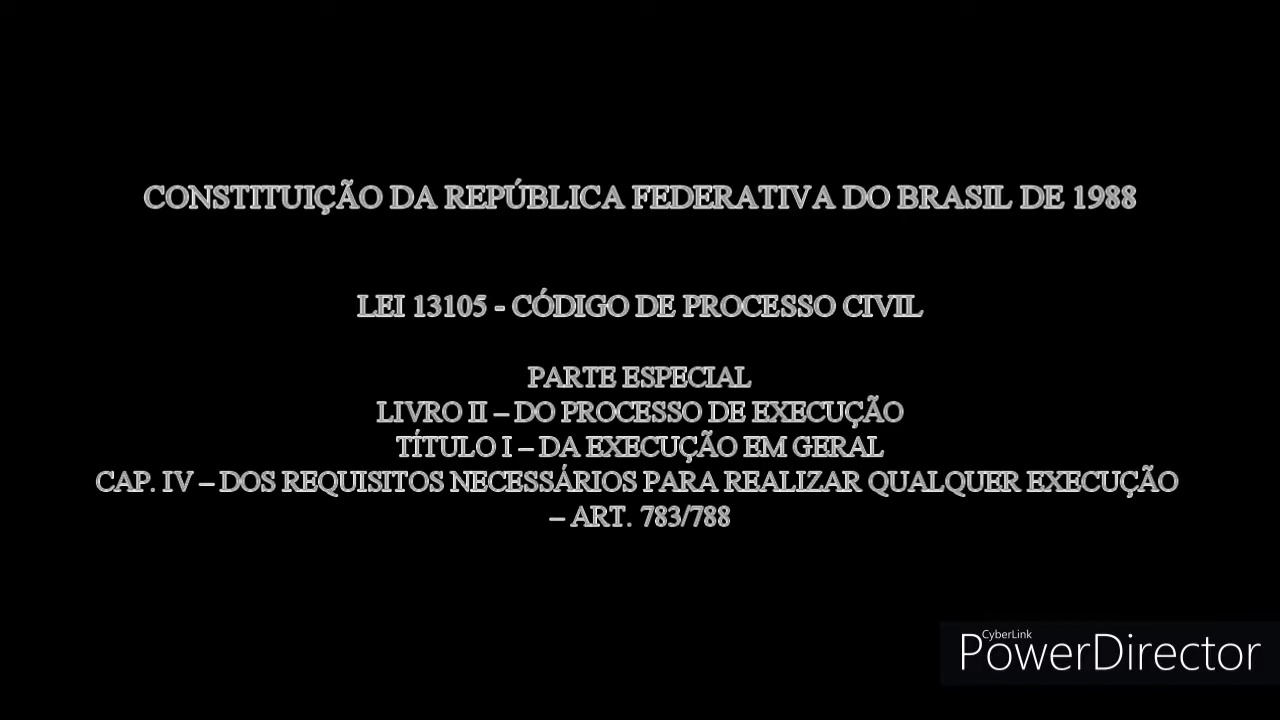 CONSTITUIÇÃO DA REPÚBLICA FEDERATIVA DO BRASIL DE 1988
LEI 13105 - CÓDIGO DE PROCESSO CIVIL
PARTE ESPECIAL
LIVRO II – DO PROCESSO DE EXECUÇÃO
TÍTULO I – DA EXECUÇÃO EM GERAL
CAP. IV – DOS REQUISITOS NECESSÁRIOS PARA REALIZAR QUALQUER EXECUÇÃO
– ART. 783/788
CyberLink
PowerDirector